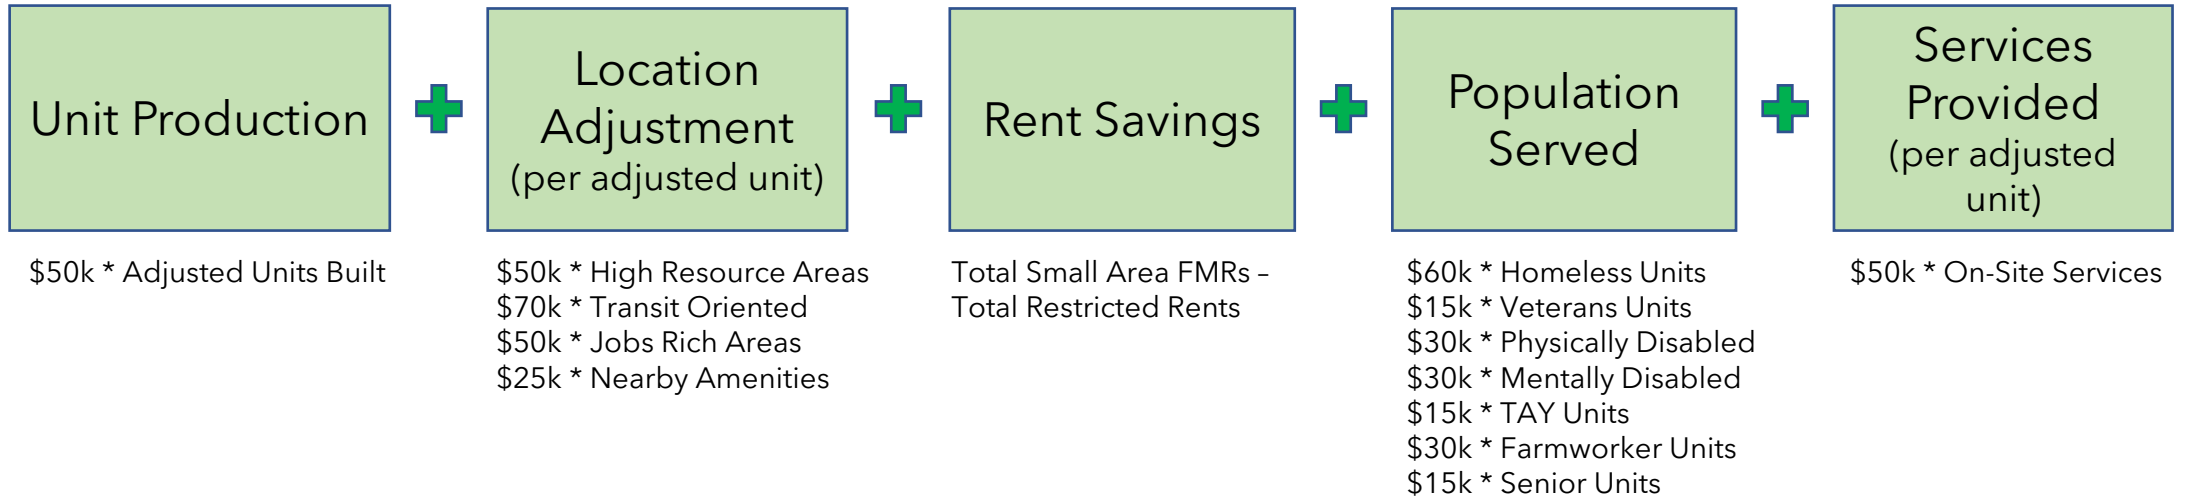 Unit Production
$50k * Adjusted Units Built
Location
Adjustment
(per adjusted unit)
$50k * High Resource Areas
$70k * Transit Oriented
$50k * Jobs Rich Areas
$25k * Nearby Amenities
Rent Savings
Total Small Area FMRs –
Total Restricted Rents
Population
Served
$60k * Homeless Units
$15k * Veterans Units
$30k * Physically Disabled
$30k * Mentally Disabled
$15k * TAY Units
$30k * Farmworker Units
$15k * Senior Units
Services
Provided
(per adjusted
unit)
$50k * On-Site Services